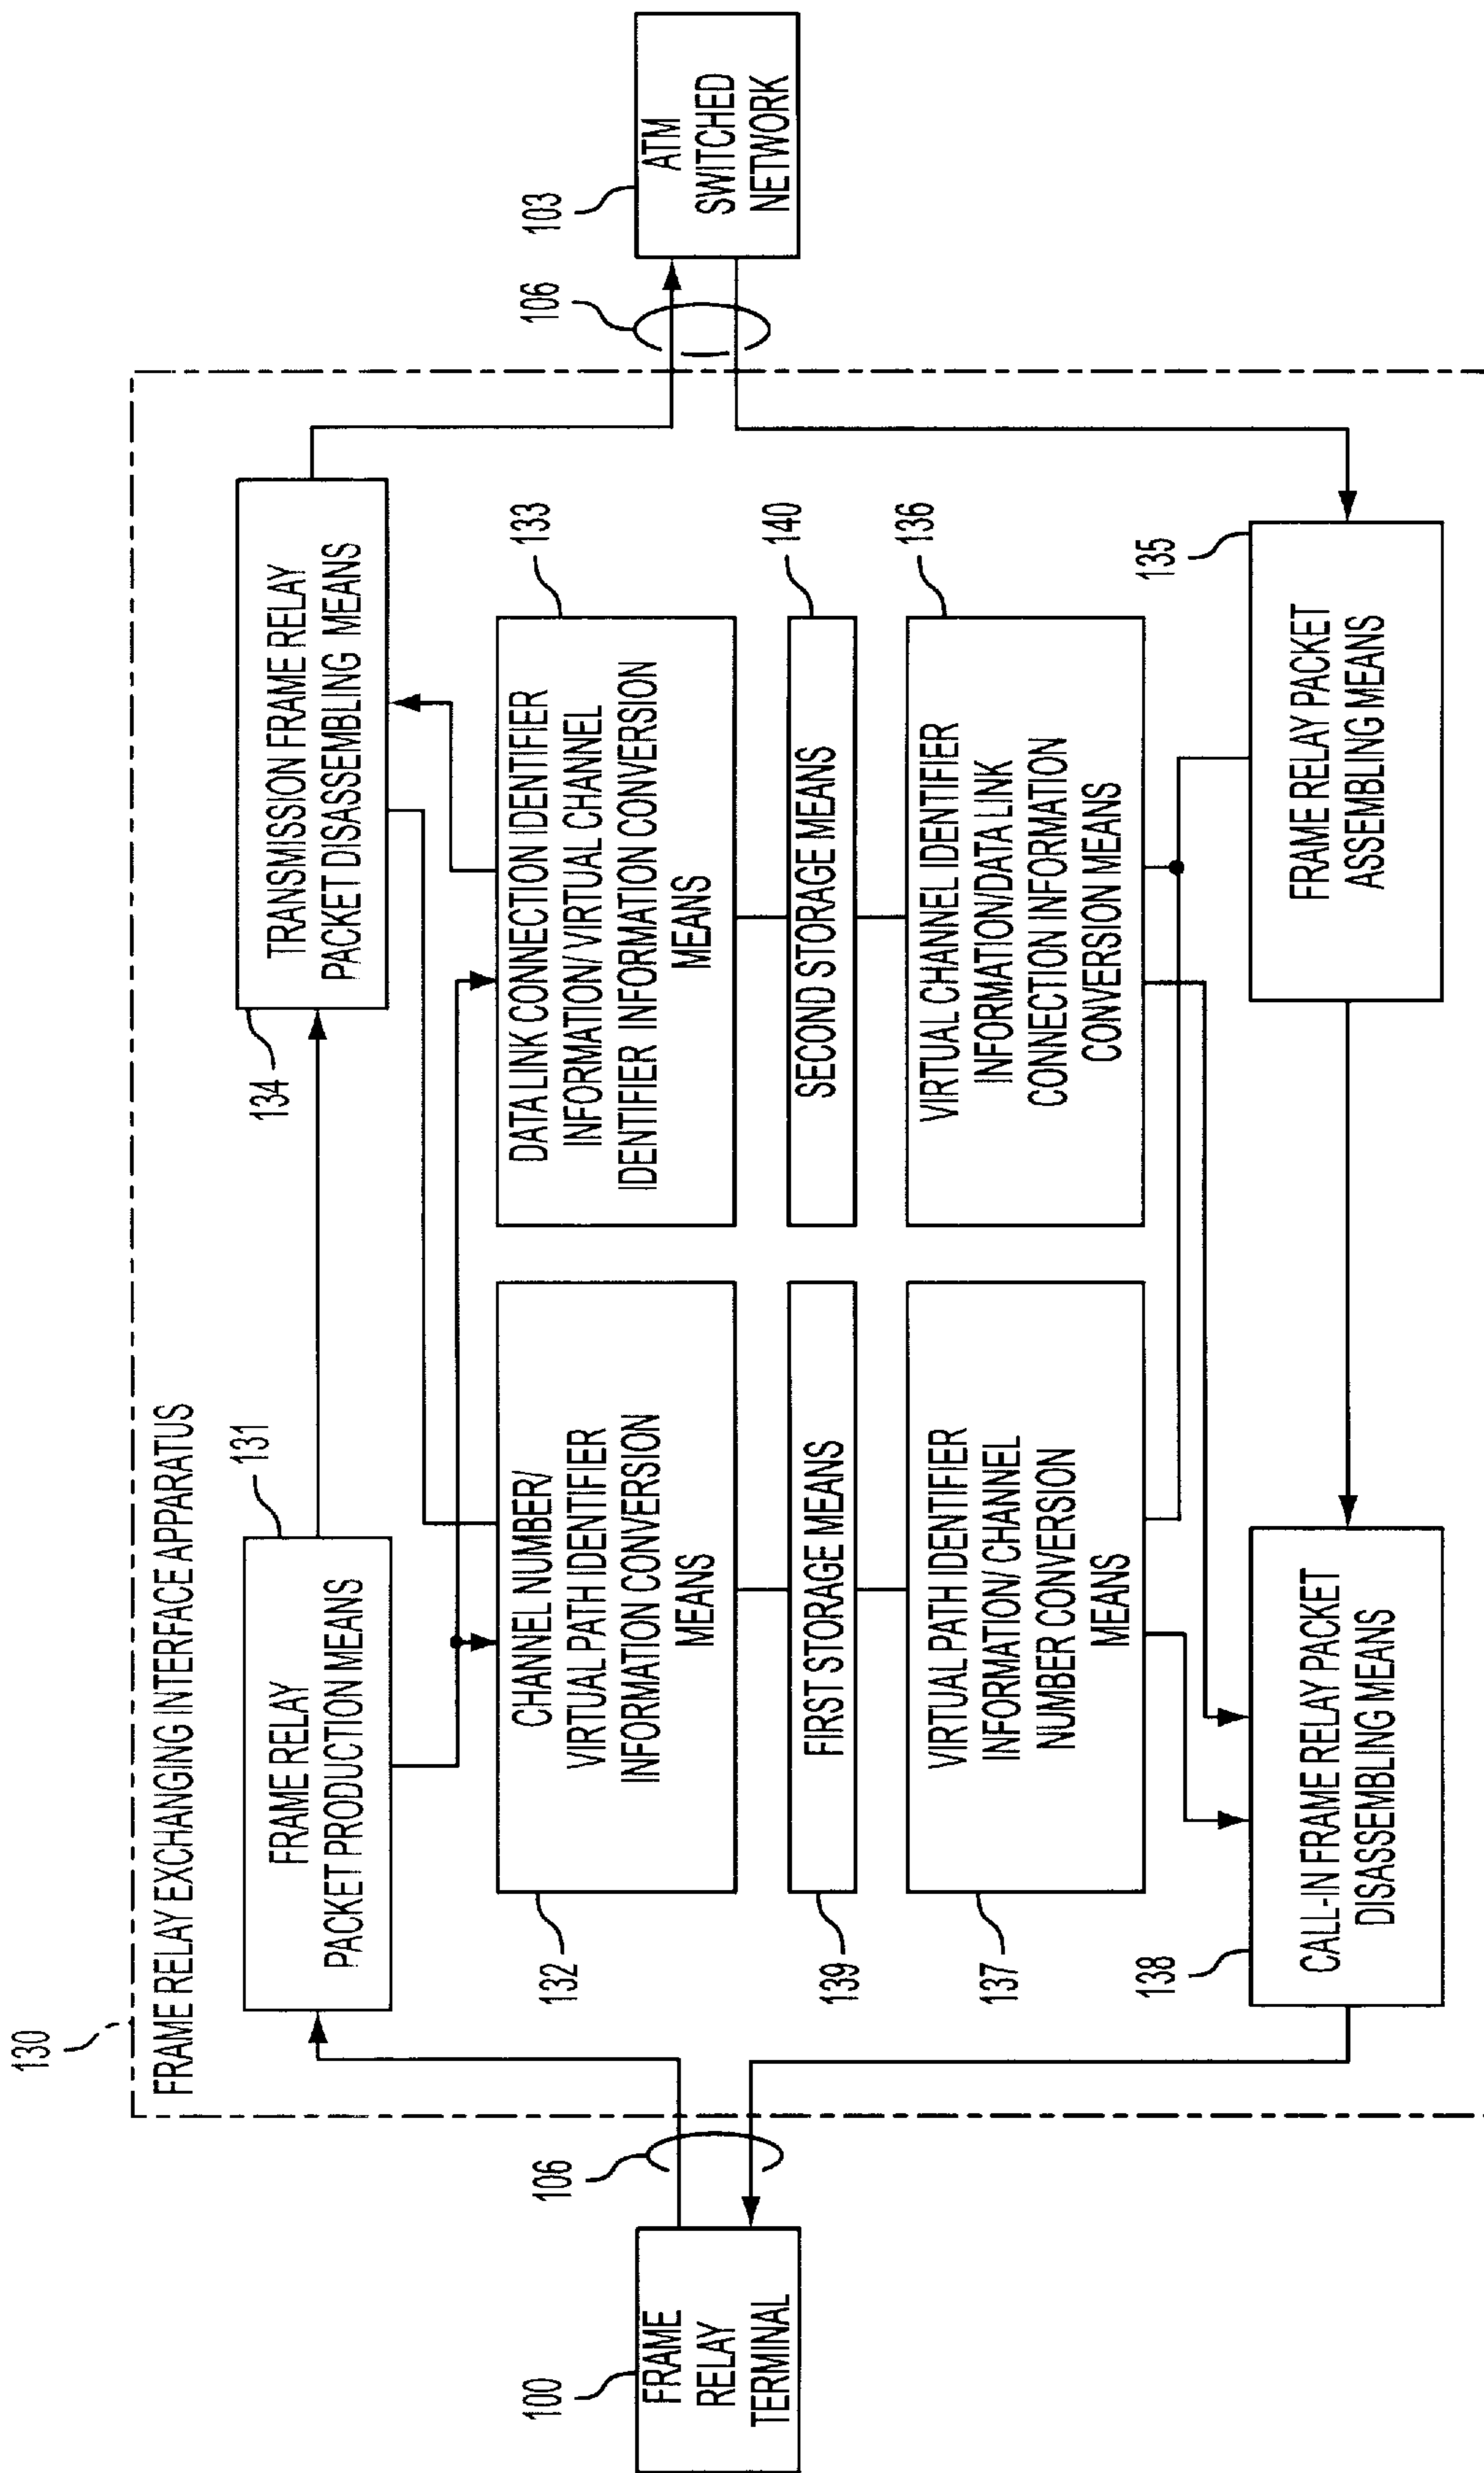 130
FRAME RELAY EXCHANGING INTERFACE APPARATUS
131
FRAME RELAY
PACKET PRODUCTION MEANS
134
TRANSMISSION FRAME RELAY
PACKET DISASSEMBLING MEANS
106
100
FRAME
RELAY
TERMINAL
132
CHANNEL NUMBER/
VIRTUAL PATH IDENTIFIER
INFORMATION CONVERSION
MEANS
133
DATA LINK CONNECTION IDENTIFIER
INFORMATION/ VIRTUAL CHANNEL
IDENTIFIER INFORMATION CONVERSION
MEANS
106
103
ATM
SWITCHED
NETWORK
139
FIRST STORAGE MEANS
140
SECOND STORAGE MEANS
137
VIRTUAL PATH IDENTIFIER
INFORMATION/ CHANNEL
NUMBER CONVERSION
MEANS
136
VIRTUAL CHANNEL IDENTIFIER
INFORMATION/DATA LINK
CONNECTION INFORMATION
CONVERSION MEANS
138
CALL-IN FRAME RELAY PACKET
DISASSEMBLING MEANS
135
FRAME RELAY PACKET
ASSEMBLING MEANS